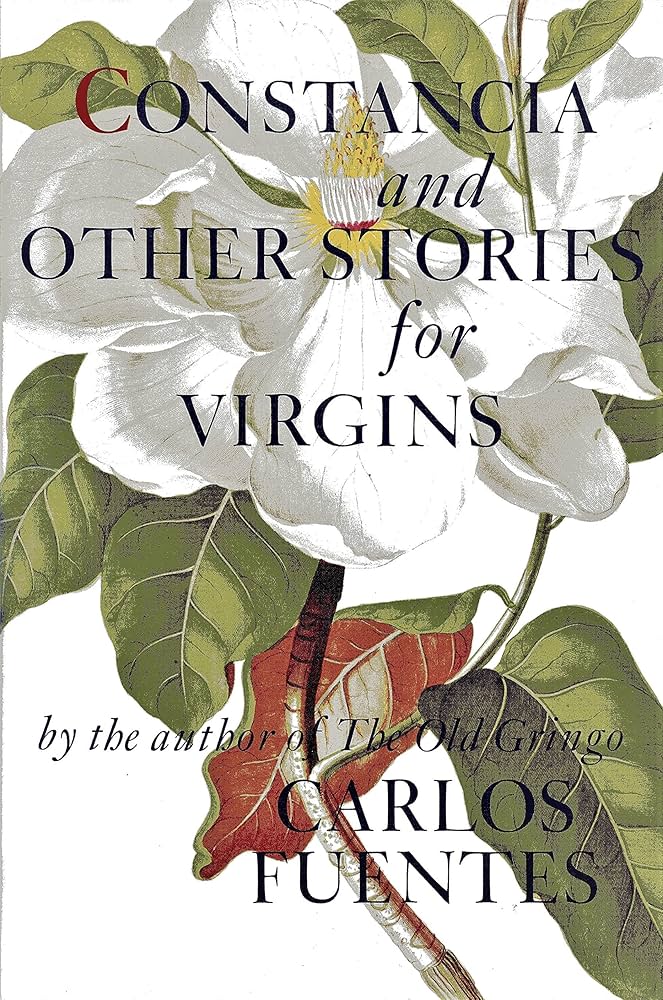 CONSTANCIA
and
OTHER STORIES
for
VIRGINS
by the author of The Old Gringo
CARLOS
FUENTES